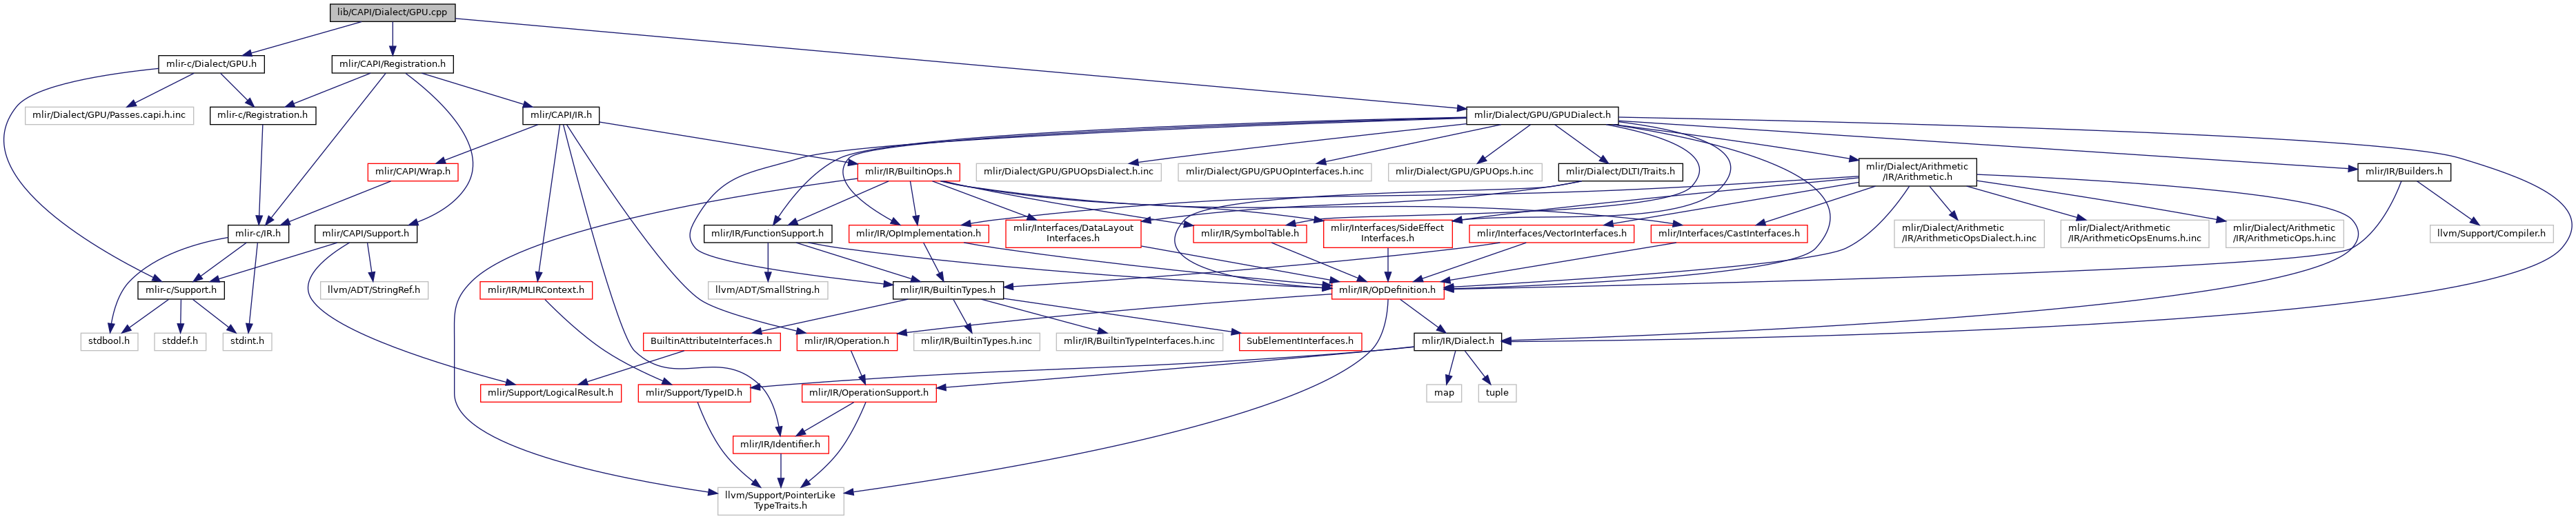 lib/CAPI/Dialect/GPU.cpp
mlir-c/Dialect/GPU.h
mlir/CAPI/Registration.h
mlir/Dialect/GPU/Passes.capi.h.inc
mlir-c/Registration.h
mlir/CAPI/IR.h
mlir/Dialect/GPU/GPUDialect.h
mlir/CAPI/Wrap.h
mlir/IR/BuiltinOps.h
mlir/Dialect/GPU/GPUOpsDialect.h.inc
mlir/Dialect/GPU/GPUOpInterfaces.h.inc
mlir/Dialect/GPU/GPUOps.h.inc
mlir/Dialect/DLTI/Traits.h
mlir/Dialect/Arithmetic
/IR/Arithmetic.h
mlir/IR/Builders.h
mlir-c/IR.h
mlir/CAPI/Support.h
mlir/IR/FunctionSupport.h
mlir/IR/OpImplementation.h
mlir/Interfaces/DataLayout
Interfaces.h
mlir/IR/SymbolTable.h
mlir/Interfaces/SideEffect
Interfaces.h
mlir/Interfaces/VectorInterfaces.h
mlir/Interfaces/CastInterfaces.h
mlir/Dialect/Arithmetic
/IR/ArithmeticOpsDialect.h.inc
mlir/Dialect/Arithmetic
/IR/ArithmeticOpsEnums.h.inc
mlir/Dialect/Arithmetic
/IR/ArithmeticOps.h.inc
llvm/Support/Compiler.h
mlir-c/Support.h
llvm/ADT/StringRef.h
mlir/IR/MLIRContext.h
llvm/ADT/SmallString.h
mlir/IR/BuiltinTypes.h
mlir/IR/OpDefinition.h
stdbool.h
stddef.h
stdint.h
BuiltinAttributeInterfaces.h
mlir/IR/Operation.h
mlir/IR/BuiltinTypes.h.inc
mlir/IR/BuiltinTypeInterfaces.h.inc
SubElementInterfaces.h
mlir/IR/Dialect.h
mlir/Support/LogicalResult.h
mlir/Support/TypeID.h
mlir/IR/OperationSupport.h
map
tuple
mlir/IR/Identifier.h
llvm/Support/PointerLike
TypeTraits.h